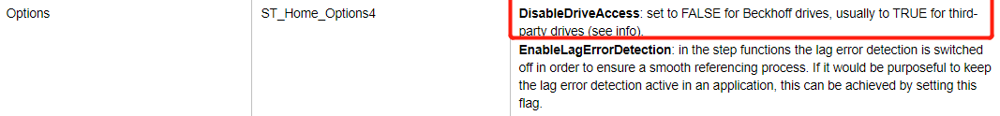 Options ST_Home_Options4 DisableDriveAccess: set to FALSE for Beckhoff drives, usually to TRUE for third-
party drives (see info).
EnableLagErrorDetection: in the step functions the lag error detection is switched
off in order to ensure a smooth referencing process. If it would be purposeful to keep
the lag error detection active in an application, this can be achieved by setting this
flag.